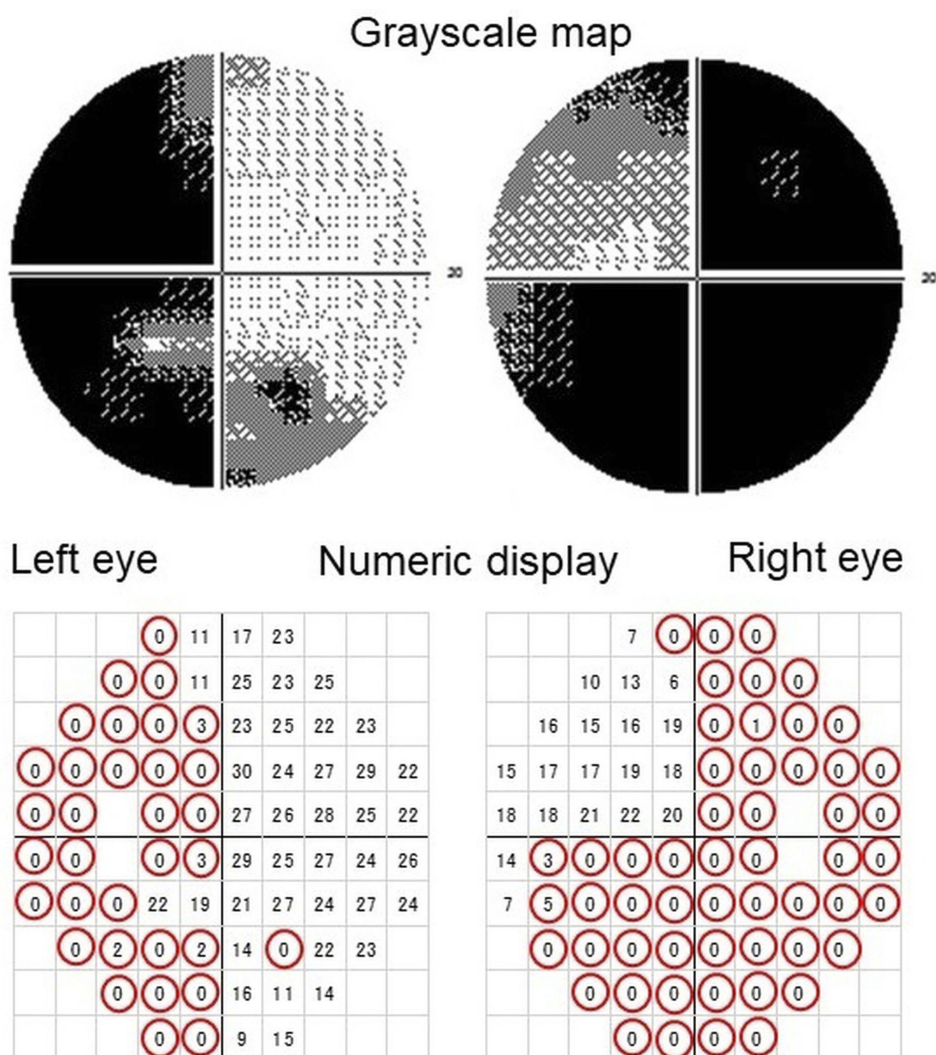 Grayscale map
20 20
Left eye Numeric display Right eye
0 11 17 23 7 0 0 0
0 0 11 25 23 25 10 13 6 0 0 0
0 0 0 3 23 25 22 23 16 15 16 19 0 1 0 0
0 0 0 0 0 30 24 27 29 22 15 17 17 19 18 0 0 0 0 0
0 0 0 0 27 26 28 25 22 18 18 21 22 20 0 0 0 0
0 0 0 3 29 25 27 24 26 14 3 0 0 0 0 0 0 0
0 0 0 22 19 21 27 24 27 24 7 5 0 0 0 0 0 0 0 0
0 2 0 2 14 0 22 23 0 0 0 0 0 0 0 0
0 0 0 16 11 14 0 0 0 0 0 0
0 0 9 15 0 0 0 0